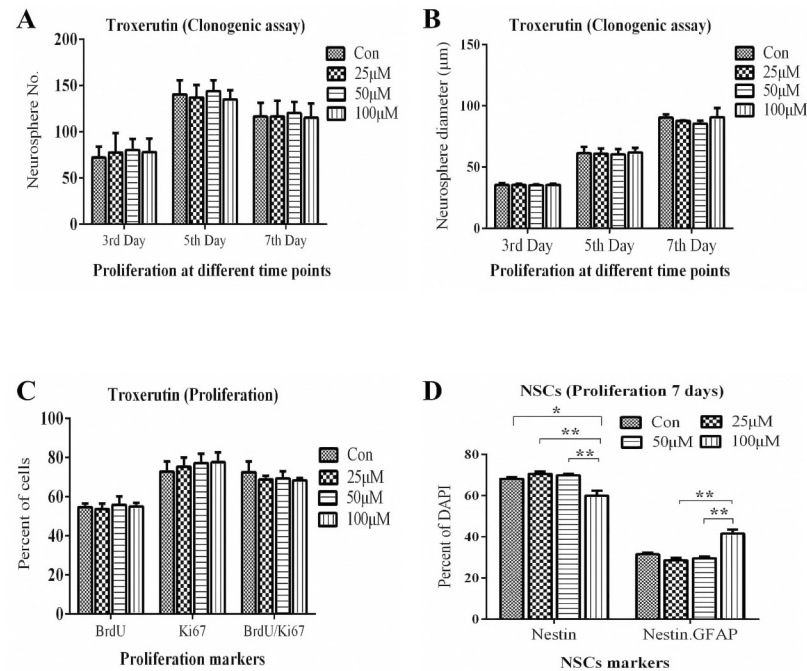 A
Troxerutin (Clonogenic assay)
Neurosphere No.
200
150
100
50
0
Con
25μM
50μM
100μM
3rd Day 5th Day 7th Day
Proliferation at different time points
B
Troxerutin (Clonogenic assay)
Neurosphere diameter (μm)
150
100
50
0
Con
25μM
50μM
100μM
3rd Day 5th Day 7th Day
Proliferation at different time points
C
Troxerutin (Proliferation)
Percent of cells
100
80
60
40
20
0
Con
25μM
50μM
100μM
BrdU Ki67 BrdU/Ki67
Proliferation markers
D
NSCs (Proliferation 7 days)
Con 25μM
50μM 100μM
*
**
**
**
**
Percent of DAPI
80
60
40
20
0
Nestin Nestin.GFAP
NSCs markers